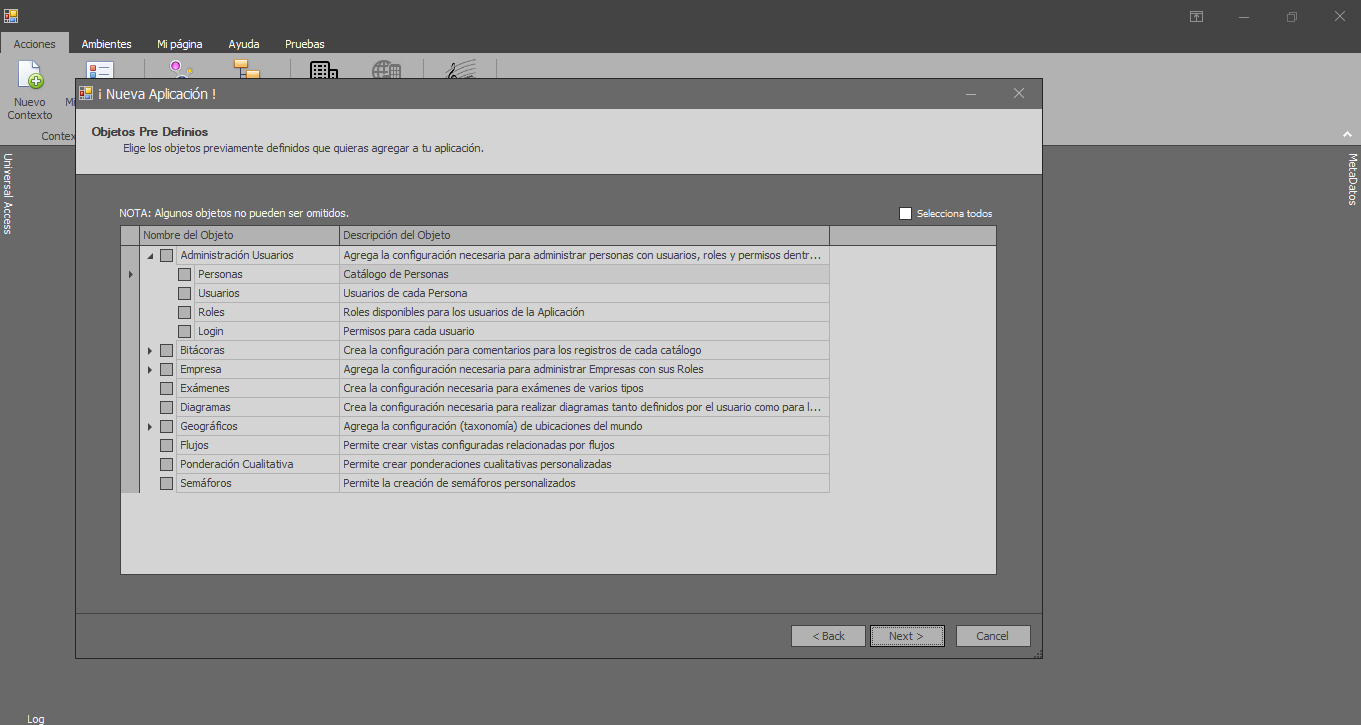 Acciones Ambientes Mi página Ayuda Pruebas
Nuevo
Contexto
Contex
Universal Access
MetaDatos
¡ Nueva Aplicación !
Objetos Pre Definios
Elige los objetos previamente definidos que quieras agregar a tu aplicación.
NOTA: Algunos objetos no pueden ser omitidos.
Selecciona todos
Nombre del Objeto Descripción del Objeto
Administración Usuarios Agrega la configuración necesaria para administrar personas con usuarios, roles y permisos dentr...
Personas Catálogo de Personas
Usuarios Usuarios de cada Persona
Roles Roles disponibles para los usuarios de la Aplicación
Login Permisos para cada usuario
Bitácoras Crea la configuración para comentarios para los registros de cada catálogo
Empresa Agrega la configuración necesaria para administrar Empresas con sus Roles
Exámenes Crea la configuración necesaria para exámenes de varios tipos
Diagramas Crea la configuración necesaria para realizar diagramas tanto definidos por el usuario como para l...
Geográficos Agrega la configuración (taxonomía) de ubicaciones del mundo
Flujos Permite crear vistas configuradas relacionadas por flujos
Ponderación Cualitativa Permite crear ponderaciones cualitativas personalizadas
Semáforos Permite la creación de semáforos personalizados
< Back Next > Cancel
Log